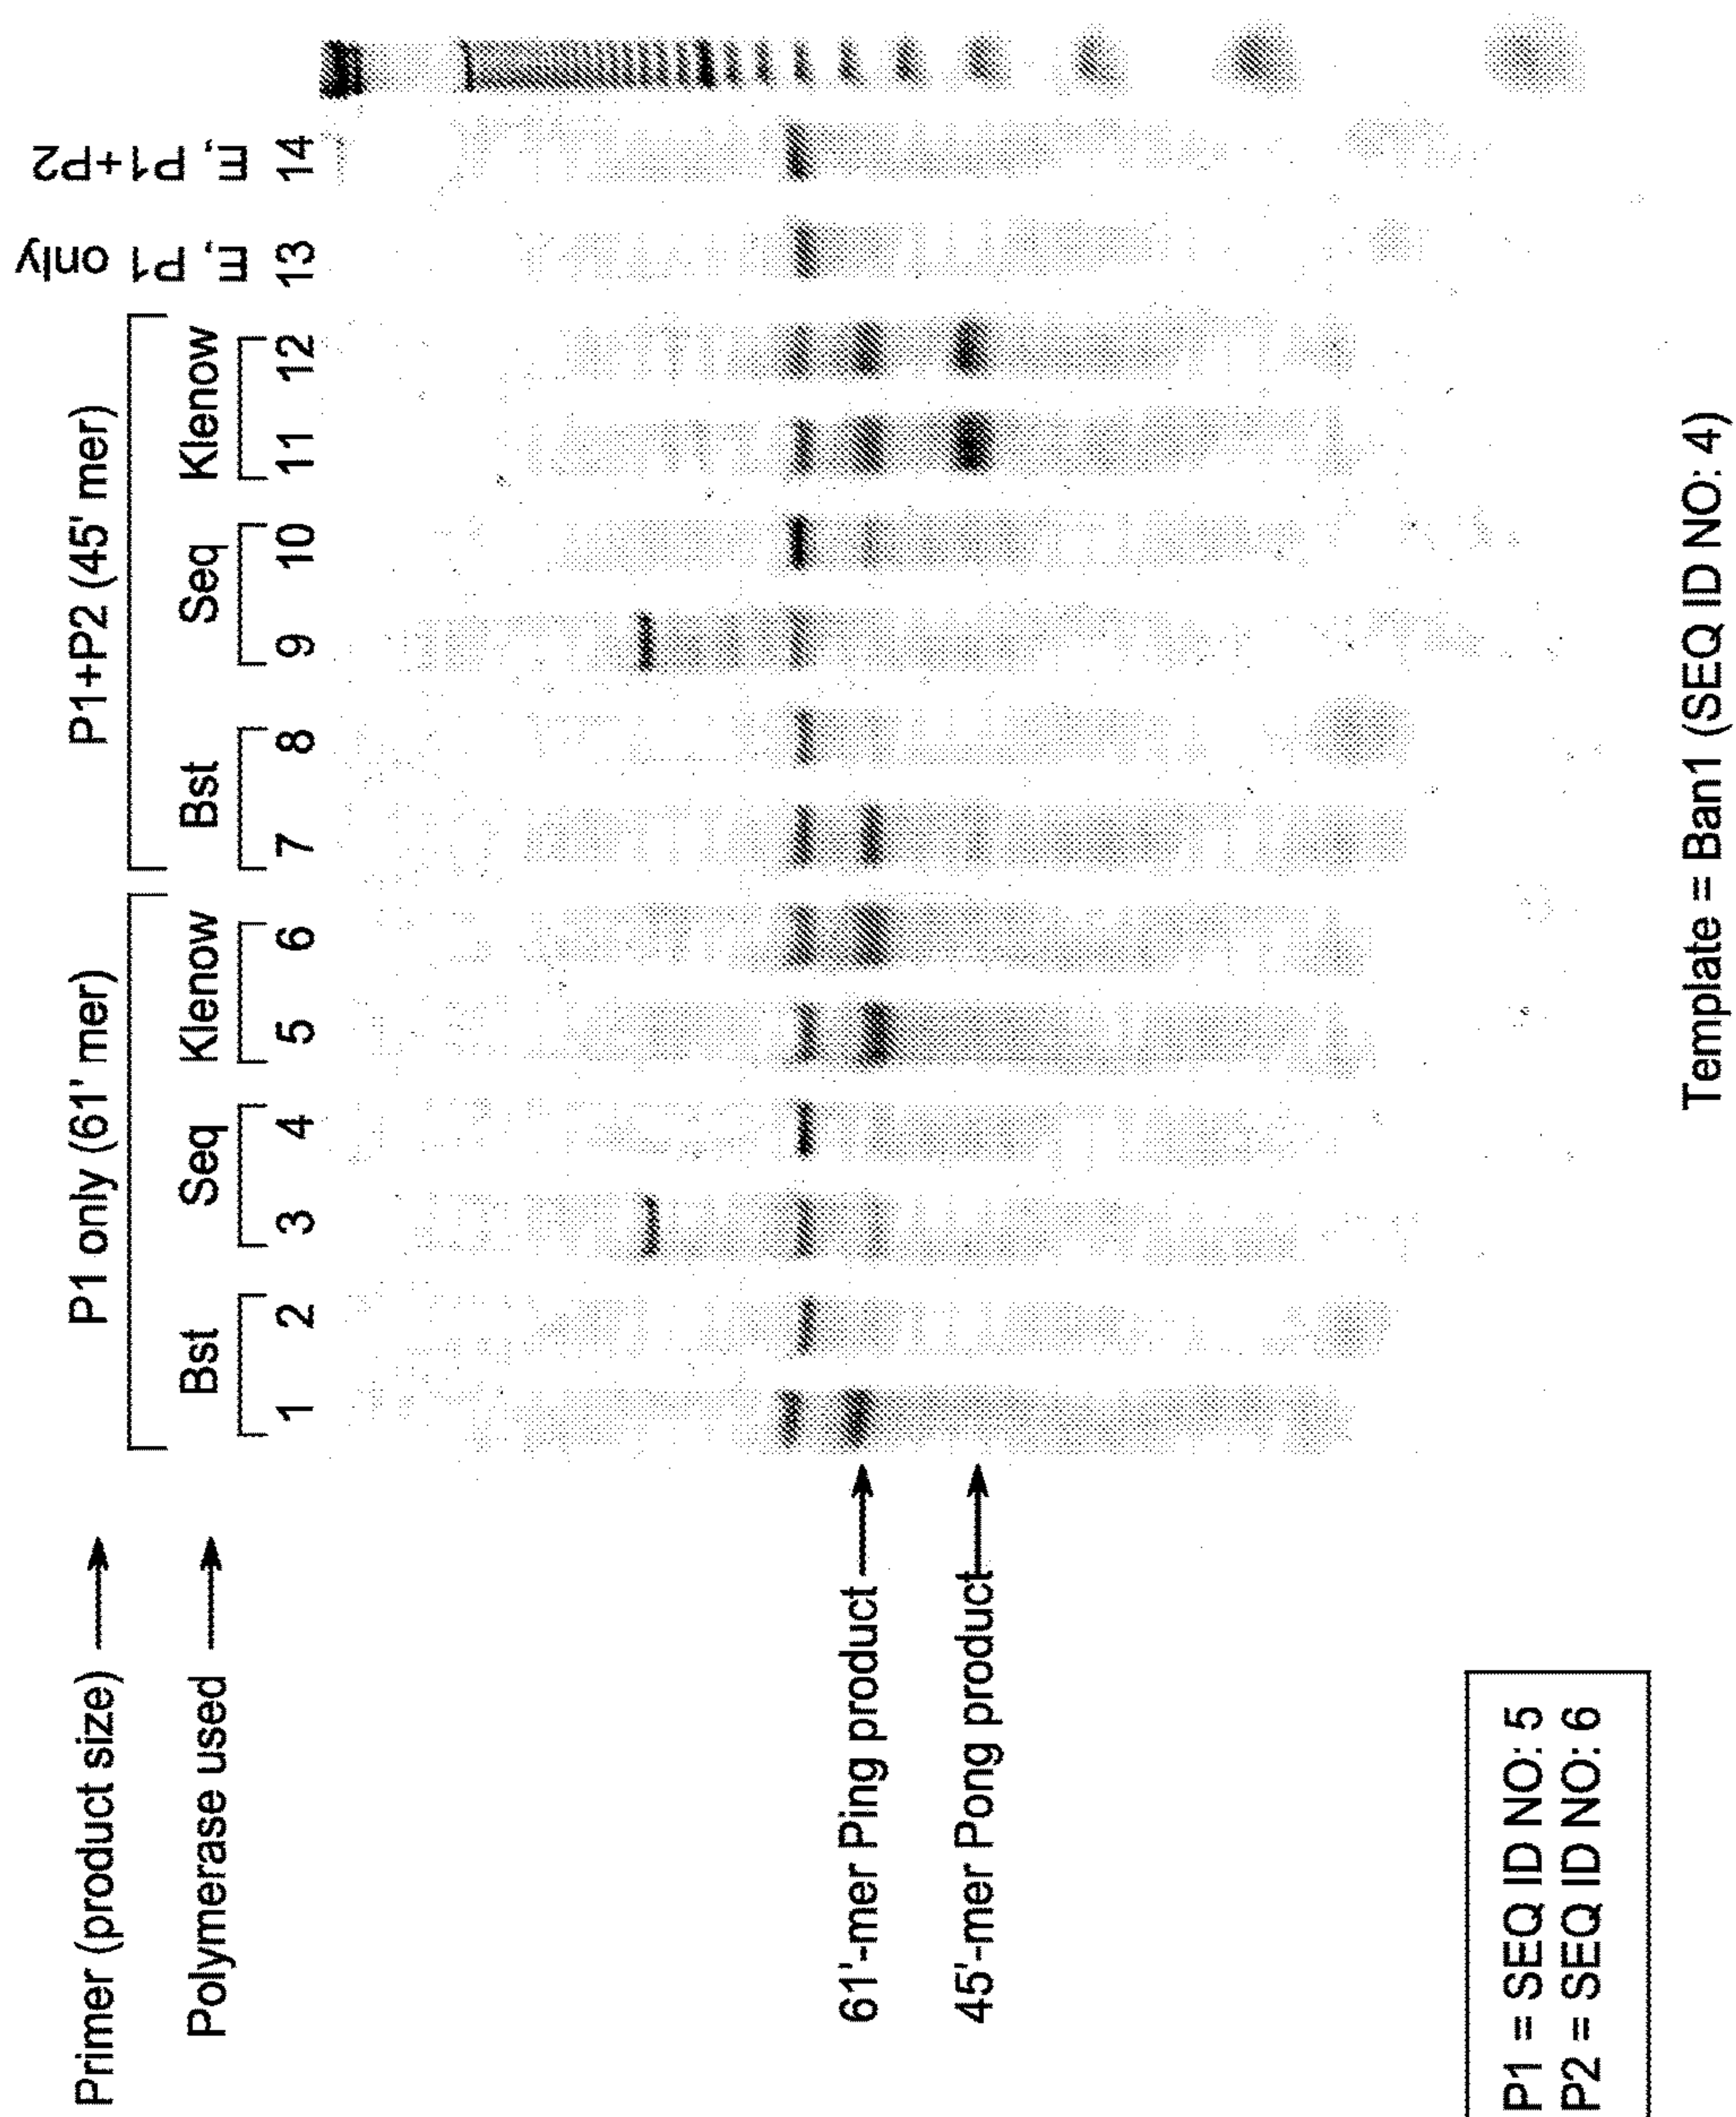 Primer (product size)
P1 only (61' mer)
P1+P2 (45' mer)
E, P1
only
E, P1+P2
Polymerase used
Bst
Seq
Klenow
Bst
Seq
Klenow
1 2 3 4 5 6 7 8 9 10 11 12 13 14
61'-mer Ping product
45'-mer Pong product
P1 = SEQ ID NO: 5
P2 = SEQ ID NO: 6
Template = Ban1 (SEQ ID NO: 4)